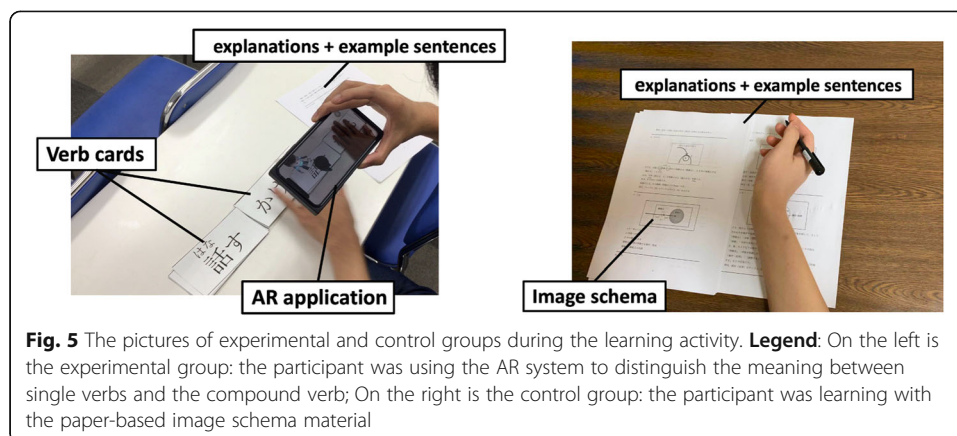 explanations + example sentences
Verb cards
はな
話す
か
AR application
explanations + example sentences
Image schema
Fig. 5 The pictures of experimental and control groups during the learning activity. Legend: On the left is
the experimental group: the participant was using the AR system to distinguish the meaning between
single verbs and the compound verb; On the right is the control group: the participant was learning with
the paper-based image schema material